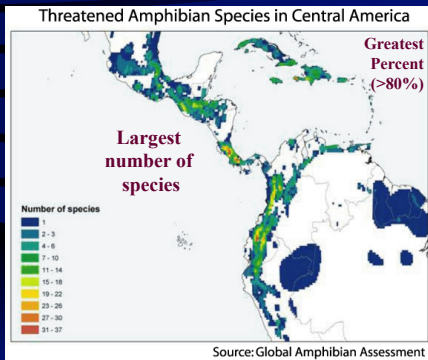 Threatened Amphibian Species in Central America
Greatest
Percent
(>80%)
Largest
number of
species
Number of species
1
2 - 3
4 - 6
7 - 10
11 - 14
15 - 18
19 - 22
23 - 26
27 - 30
31 - 37
Source: Global Amphibian Assessment